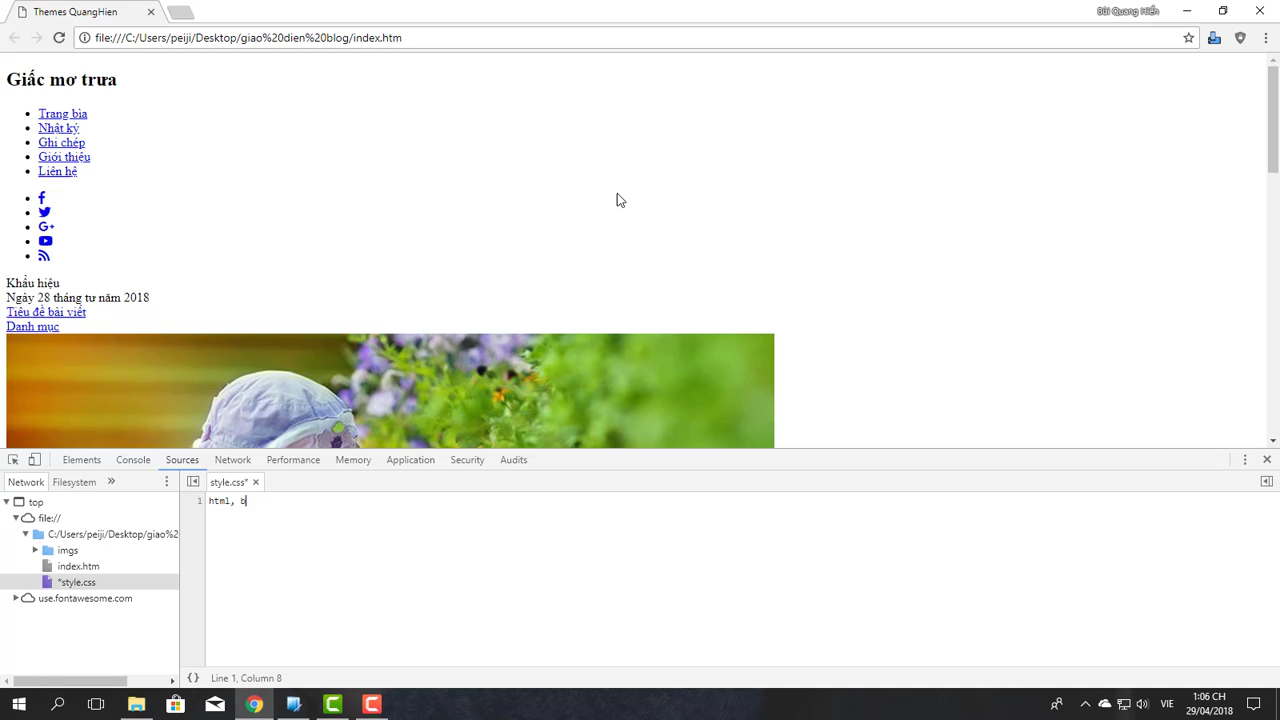 Themes QuangHien
Bùi Quang Hiển
file:///C:/Users/peiji/Desktop/giao%20dien%20blog/index.htm
Giấc mơ trưa
Trang bìa
Nhật ký
Ghi chép
Giới thiệu
Liên hệ
Khẩu hiệu
Ngày 28 tháng tư năm 2018
Tiêu đề bài viết
Danh mục
Elements Console Sources Network Performance Memory Application Security Audits
Network Filesystem » style.css*
top
1 html, b
file://
C:/Users/peiji/Desktop/giao%2
imgs
index.htm
*style.css
use.fontawesome.com
{} Line 1, Column 8
VIE
1:06 CH
29/04/2018